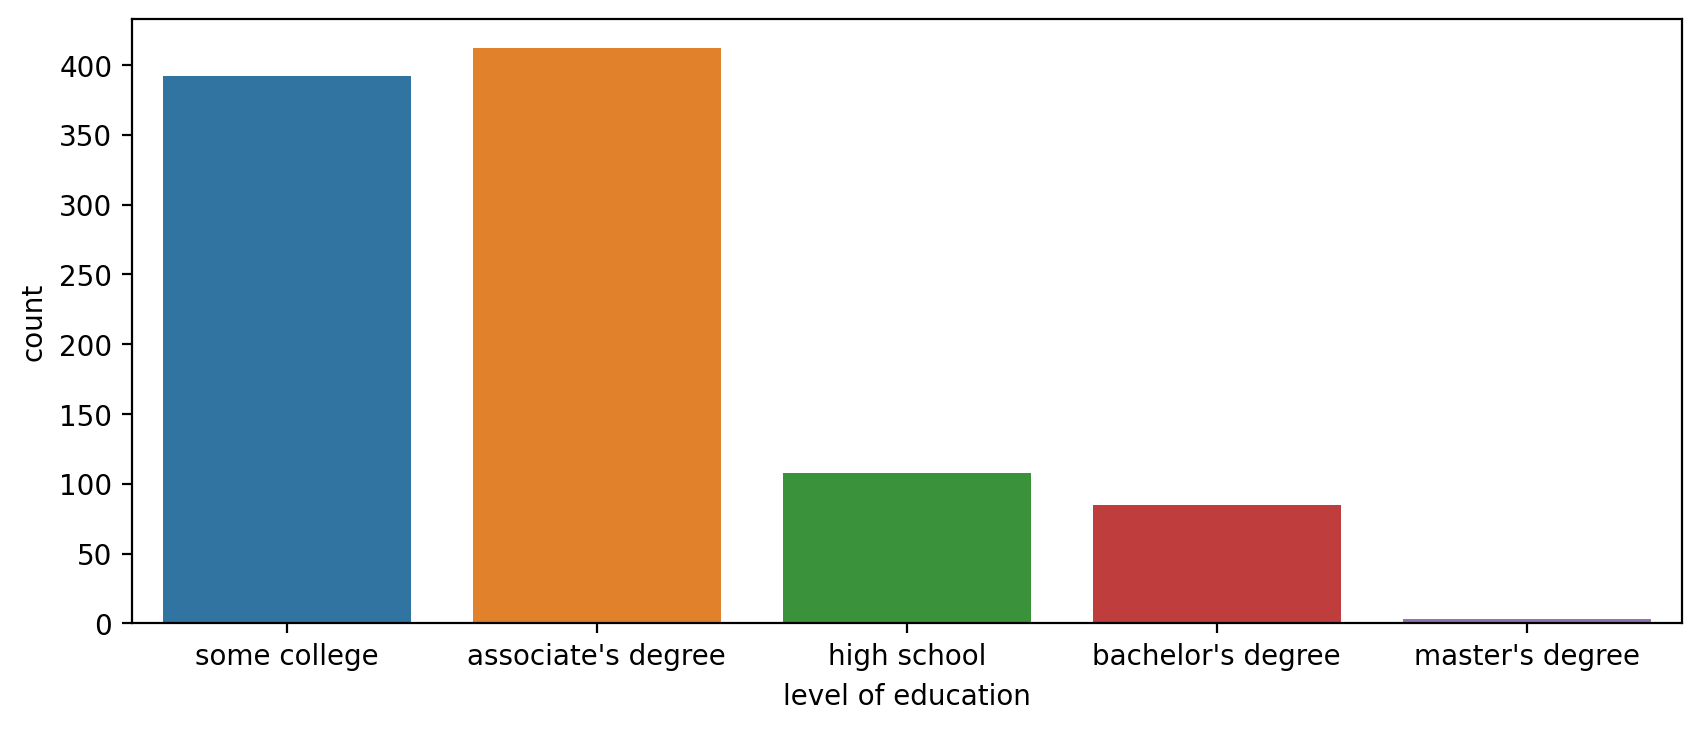 400
350
300
250
200
150
100
50
0
count
some college
associate's degree
high school
bachelor's degree
master's degree
level of education